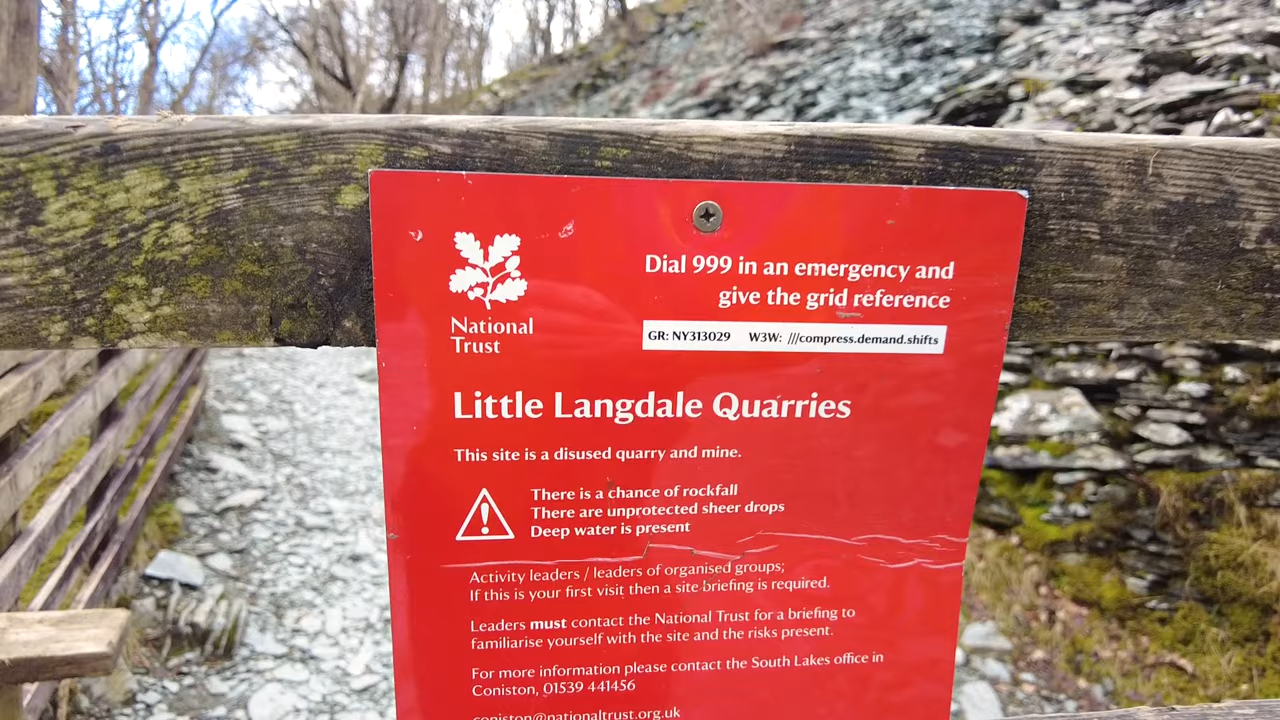 National
Trust
Dial 999 in an emergency and
give the grid reference
GR: NY313029 W3W: ///compress.demand.shifts
Little Langdale Quarries
This site is a disused quarry and mine.
There is a chance of rockfall
There are unprotected sheer drops
Deep water is present
Activity leaders / leaders of organised groups;
If this is your first visit then a site briefing is required.
Leaders must contact the National Trust for a briefing to
familiarise yourself with the site and the risks present.
For more information please contact the South Lakes office in
Coniston, 01539 441456
coniston@nationaltrust.org.uk